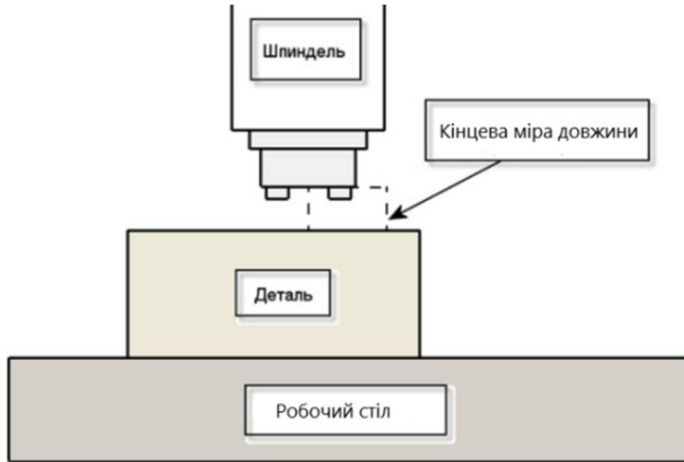 Шпиндель
Кінцева міра довжини
Деталь
Робочий стіл